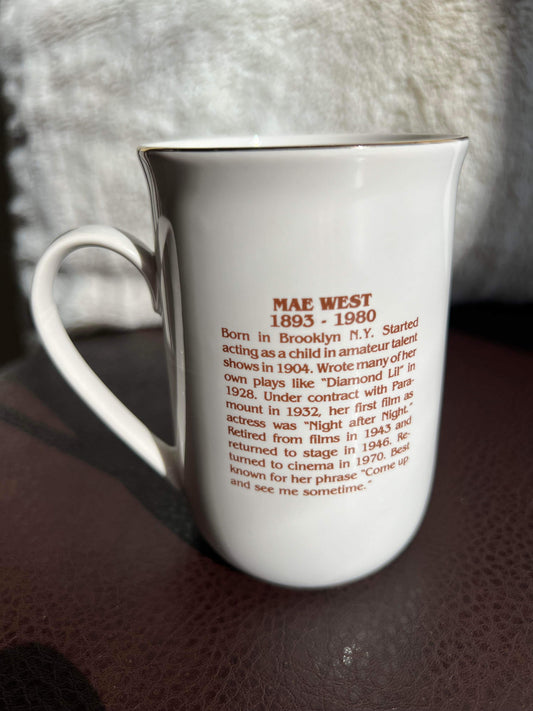 MAE WEST
1893 - 1980
Born in Brooklyn N.Y. Started
acting as a child in amateur talent
shows in 1904. Wrote many of her
own plays like "Diamond Lil" in
1928. Under contract with Para-
mount in 1932, her first film as
actress was "Night after Night."
Retired from films in 1943 and
returned to stage in 1946. Re-
turned to cinema in 1970. Best
known for her phrase "Come up
and see me sometime."